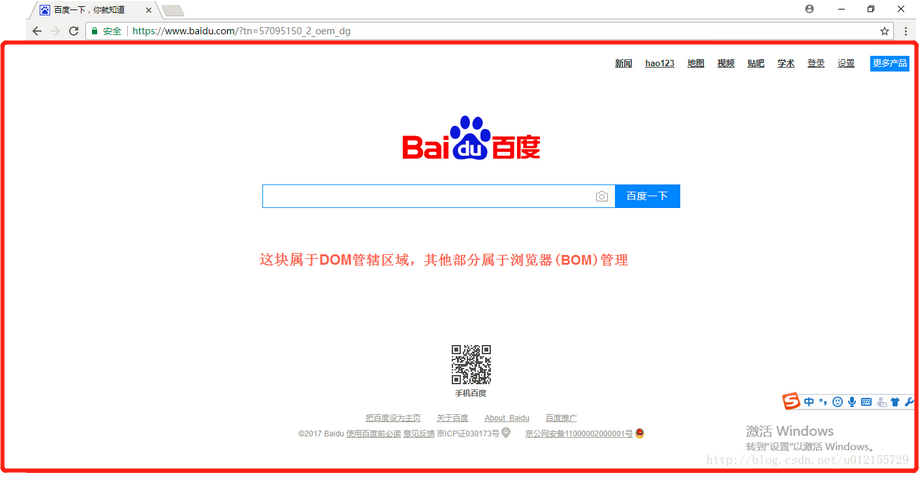 百度一下，你就知道
安全 | https://www.baidu.com/?tn=57095150_2_oem_dg
新闻 hao123 地图 视频 贴吧 学术 登录 设置 更多产品
Baidu百度
百度一下
这块属于DOM管辖区域，其他部分属于浏览器(BOM)管理
手机百度
把百度设为主页 关于百度 About Baidu 百度推广
©2017 Baidu 使用百度前必读 意见反馈 京ICP证030173号 京公网安备11000002000001号
S 中
激活 Windows
转到"设置"以激活 Windows。
http://blog.csdn.net/u012155729